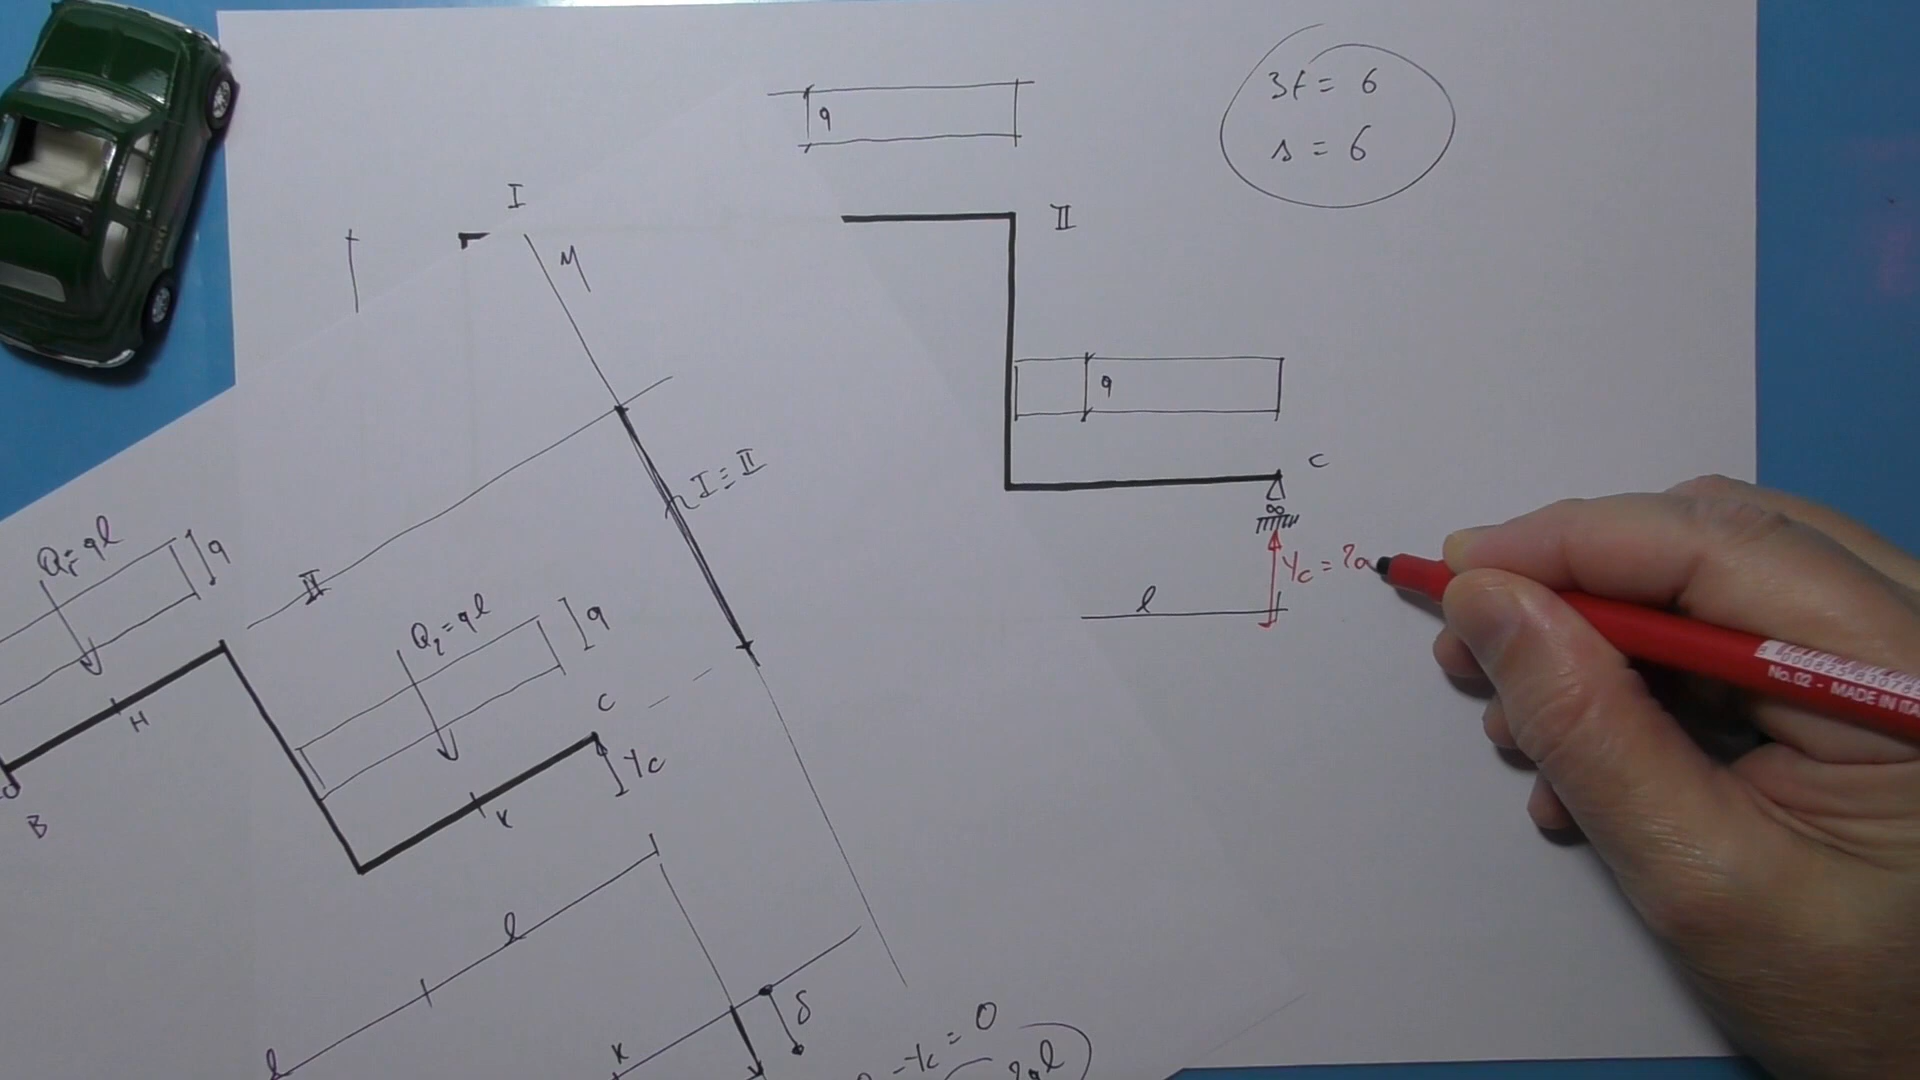 3t = 6
s = 6
q
I
II
M
q
I ≡ II
C
II
Q₁ = ql
q
Q₂ = ql
q
Yc = 2q
l
H
C
Yc
K
B
l
δ
l
K
- Yc = 0
2ql
No. 02 - MADE IN ITA